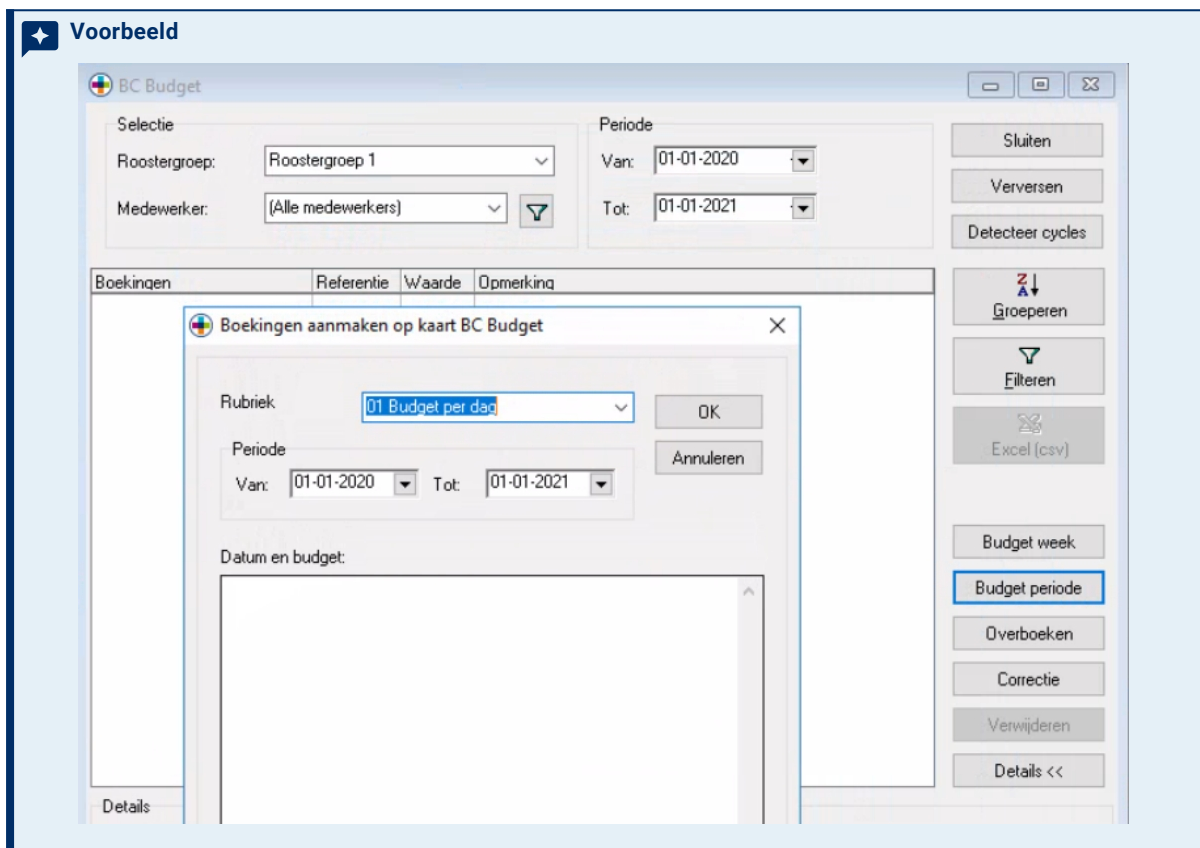 Voorbeeld
BC Budget
Selectie
Roostergroep: Roostergroep 1
Medewerker: (Alle medewerkers)
Periode
Van: 01-01-2020
Tot: 01-01-2021
Sluiten
Verversen
Detecteer cycles
Boekingen Referentie Waarde Opmerking
Groeperen
Filteren
Excel (csv)
Boekingen aanmaken op kaart BC Budget
Rubriek 01 Budget per dag
OK
Annuleren
Periode
Van: 01-01-2020 Tot: 01-01-2021
Datum en budget:
Budget week
Budget periode
Overboeken
Correctie
Verwijderen
Details <<
Details